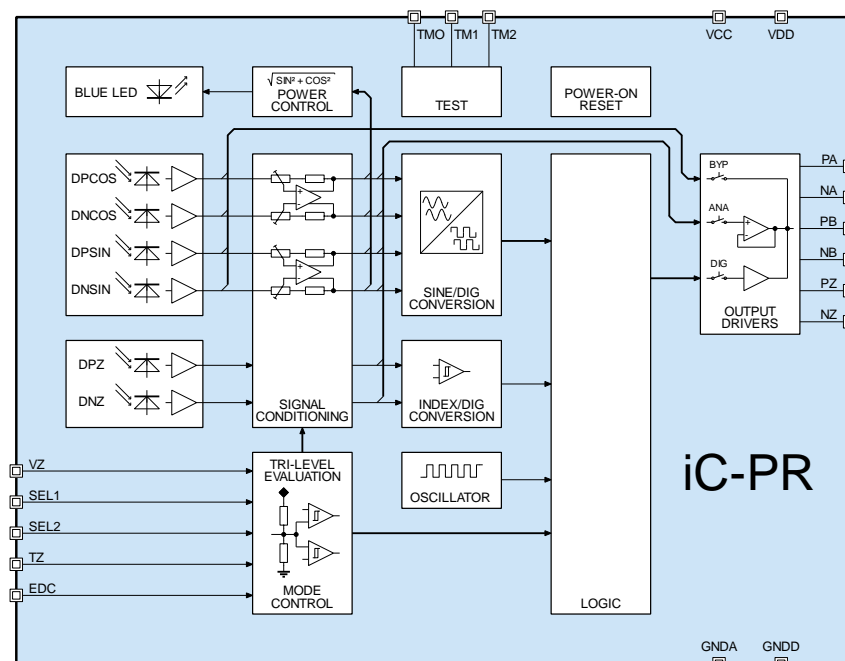 TM0 TM1 TM2 VCC VDD
BLUE LED
√SIN² + COS²
POWER
CONTROL
TEST
POWER-ON
RESET
DPCOS
DNCOS
DPSIN
DNSIN
SINE/DIG
CONVERSION
BYP
ANA
DIG
OUTPUT
DRIVERS
PA
NA
PB
NB
PZ
NZ
DPZ
DNZ
SIGNAL
CONDITIONING
INDEX/DIG
CONVERSION
VZ
SEL1
SEL2
TZ
EDC
TRI-LEVEL
EVALUATION
MODE
CONTROL
OSCILLATOR
LOGIC
iC-PR
GNDA GNDD